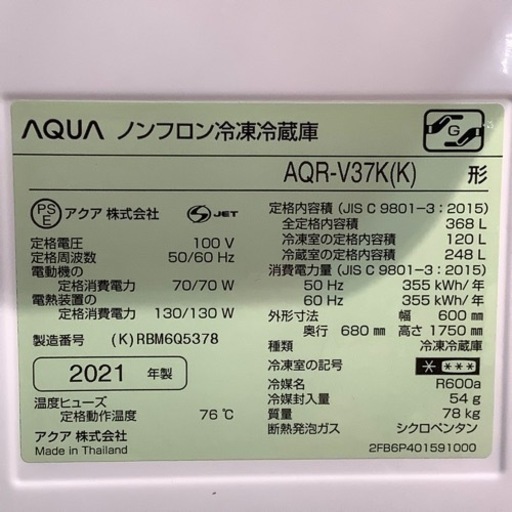 AQUA ノンフロン冷凍冷蔵庫
G
AQR-V37K(K) 形
PS E アクア 株式会社 S JET
定格電圧 100 V
定格周波数 50/60 Hz
電動機の
定格消費電力 70/70 W
電熱装置の
定格消費電力 130/130 W
製造番号 (K)RBM6Q5378
2021 年製
温度ヒューズ
定格動作温度 76 ℃
アクア 株式会社
Made in Thailand
定格内容積 (JIS C 9801-3:2015)
全定格内容積 368 L
冷凍室の定格内容積 120 L
冷蔵室の定格内容積 248 L
消費電力量 (JIS C 9801-3:2015)
50 Hz 355 kWh/年
60 Hz 355 kWh/年
外形寸法 幅 600 mm
奥行 680 mm 高さ 1750 mm
種類 冷凍冷蔵庫
冷凍室の記号
冷媒名 R600a
冷媒封入量 54 g
質量 78 kg
断熱発泡ガス シクロペンタン
2FB6P401591000